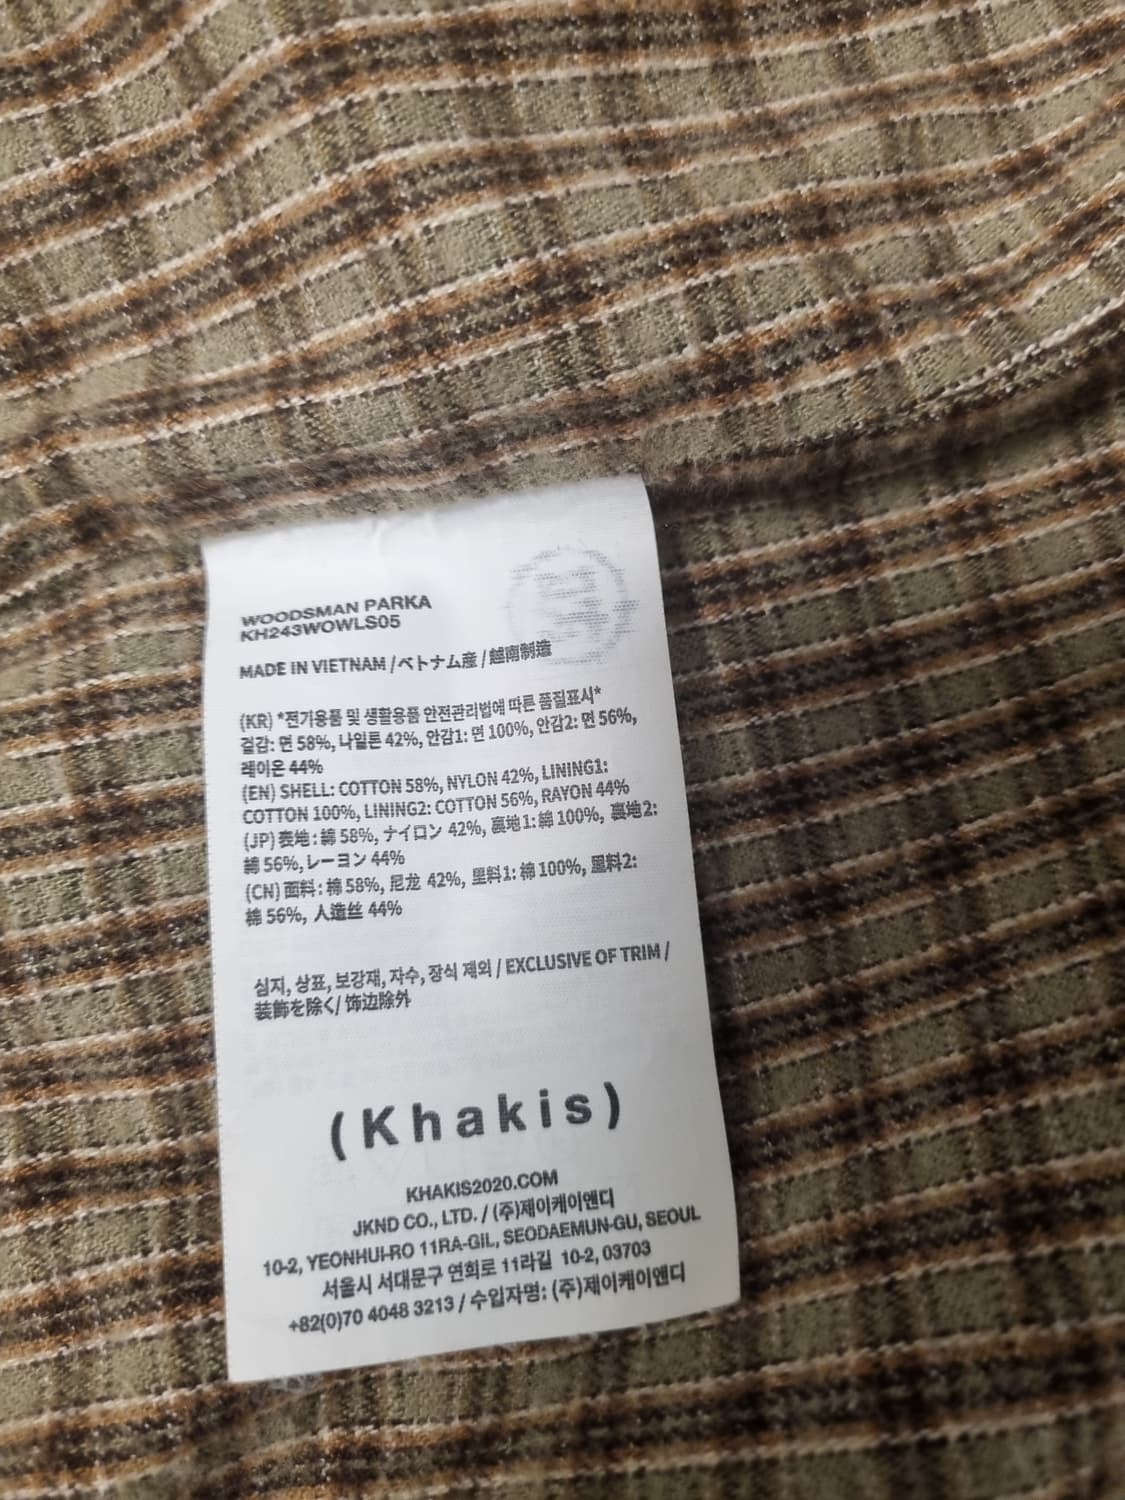 WOODSMAN PARKA
KH243WOWLS05
MADE IN VIETNAM / ベトナム産 / 越南制造
(KR) *전기용품 및 생활용품 안전관리법에 따른 품질표시*
겉감: 면 58%, 나일론 42%, 안감1: 면 100%, 안감2: 면 56%,
레이온 44%
(EN) SHELL: COTTON 58%, NYLON 42%, LINING1:
COTTON 100%, LINING2: COTTON 56%, RAYON 44%
(JP) 表地 : 綿 58%, ナイロン 42%, 裏地1: 綿 100%, 裏地2:
綿 56%, レーヨン 44%
(CN) 面料 : 棉 58%, 尼龙 42%, 里料1: 棉 100%, 里料2:
棉 56%, 人造丝 44%
심지, 상표, 보강재, 자수, 장식 제외 / EXCLUSIVE OF TRIM /
装飾を除く/ 饰边除外
(Khakis)
KHAKIS2020.COM
JKND CO., LTD. / (주)제이케이앤디
10-2, YEONHUI-RO 11RA-GIL, SEODAEMUN-GU, SEOUL
서울시 서대문구 연희로 11라길 10-2, 03703
+82(0)70 4048 3213 / 수입자명: (주)제이케이앤디